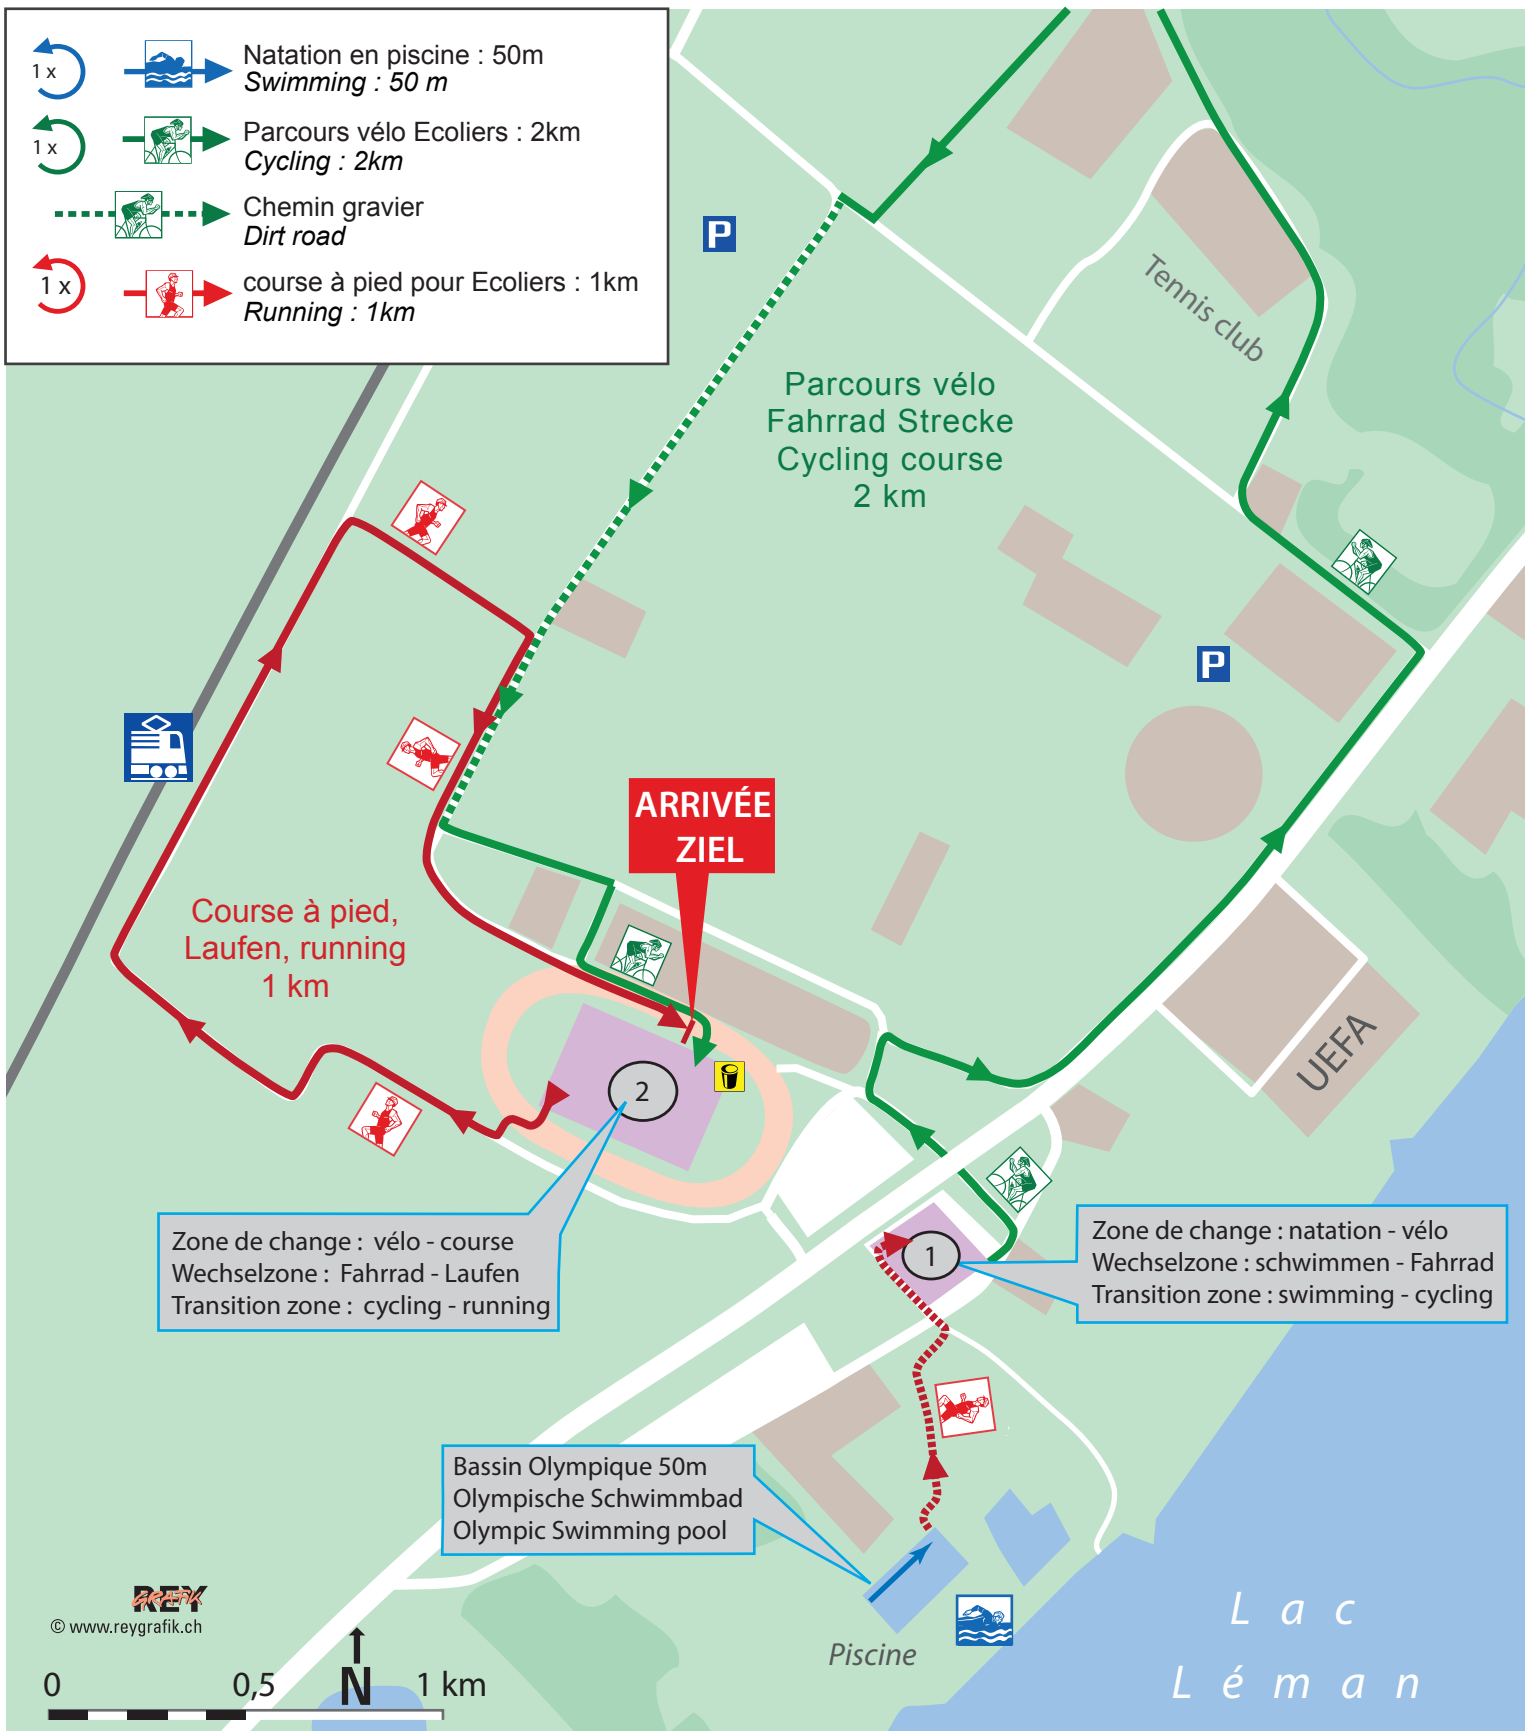 1 x
Natation en piscine : 50m
Swimming : 50 m
1 x
Parcours vélo Ecoliers : 2km
Cycling : 2km
Chemin gravier
Dirt road
1 x
course à pied pour Ecoliers : 1km
Running : 1km
P
Tennis club
Parcours vélo
Fahrrad Strecke
Cycling course
2 km
P
ARRIVÉE
ZIEL
Course à pied,
Laufen, running
1 km
UEFA
2
Zone de change : vélo - course
Wechselzone : Fahrrad - Laufen
Transition zone : cycling - running
1
Zone de change : natation - vélo
Wechselzone : schwimmen - Fahrrad
Transition zone : swimming - cycling
Bassin Olympique 50m
Olympische Schwimmbad
Olympic Swimming pool
Piscine
Lac
Léman
REY
GRAFIK
© www.reygrafik.ch
N
0 0,5 1 km